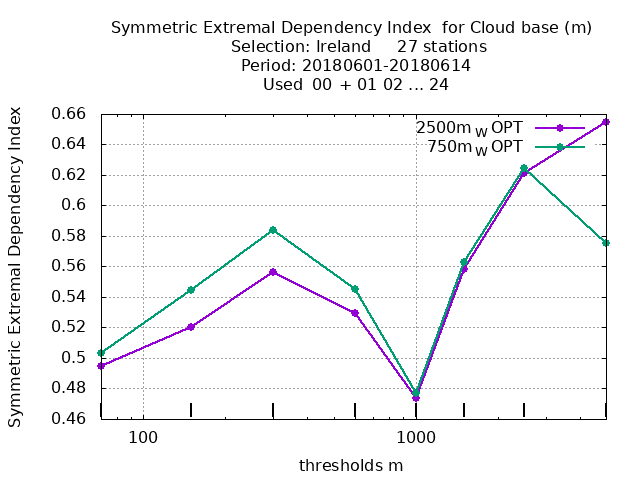 Symmetric Extremal Dependency Index for Cloud base (m)
Selection: Ireland 27 stations
Period: 20180601-20180614
Used 00 + 01 02 ... 24
Symmetric Extremal Dependency Index
0.66
0.64
0.62
0.6
0.58
0.56
0.54
0.52
0.5
0.48
0.46
2500m W OPT
750m W OPT
100
1000
thresholds m